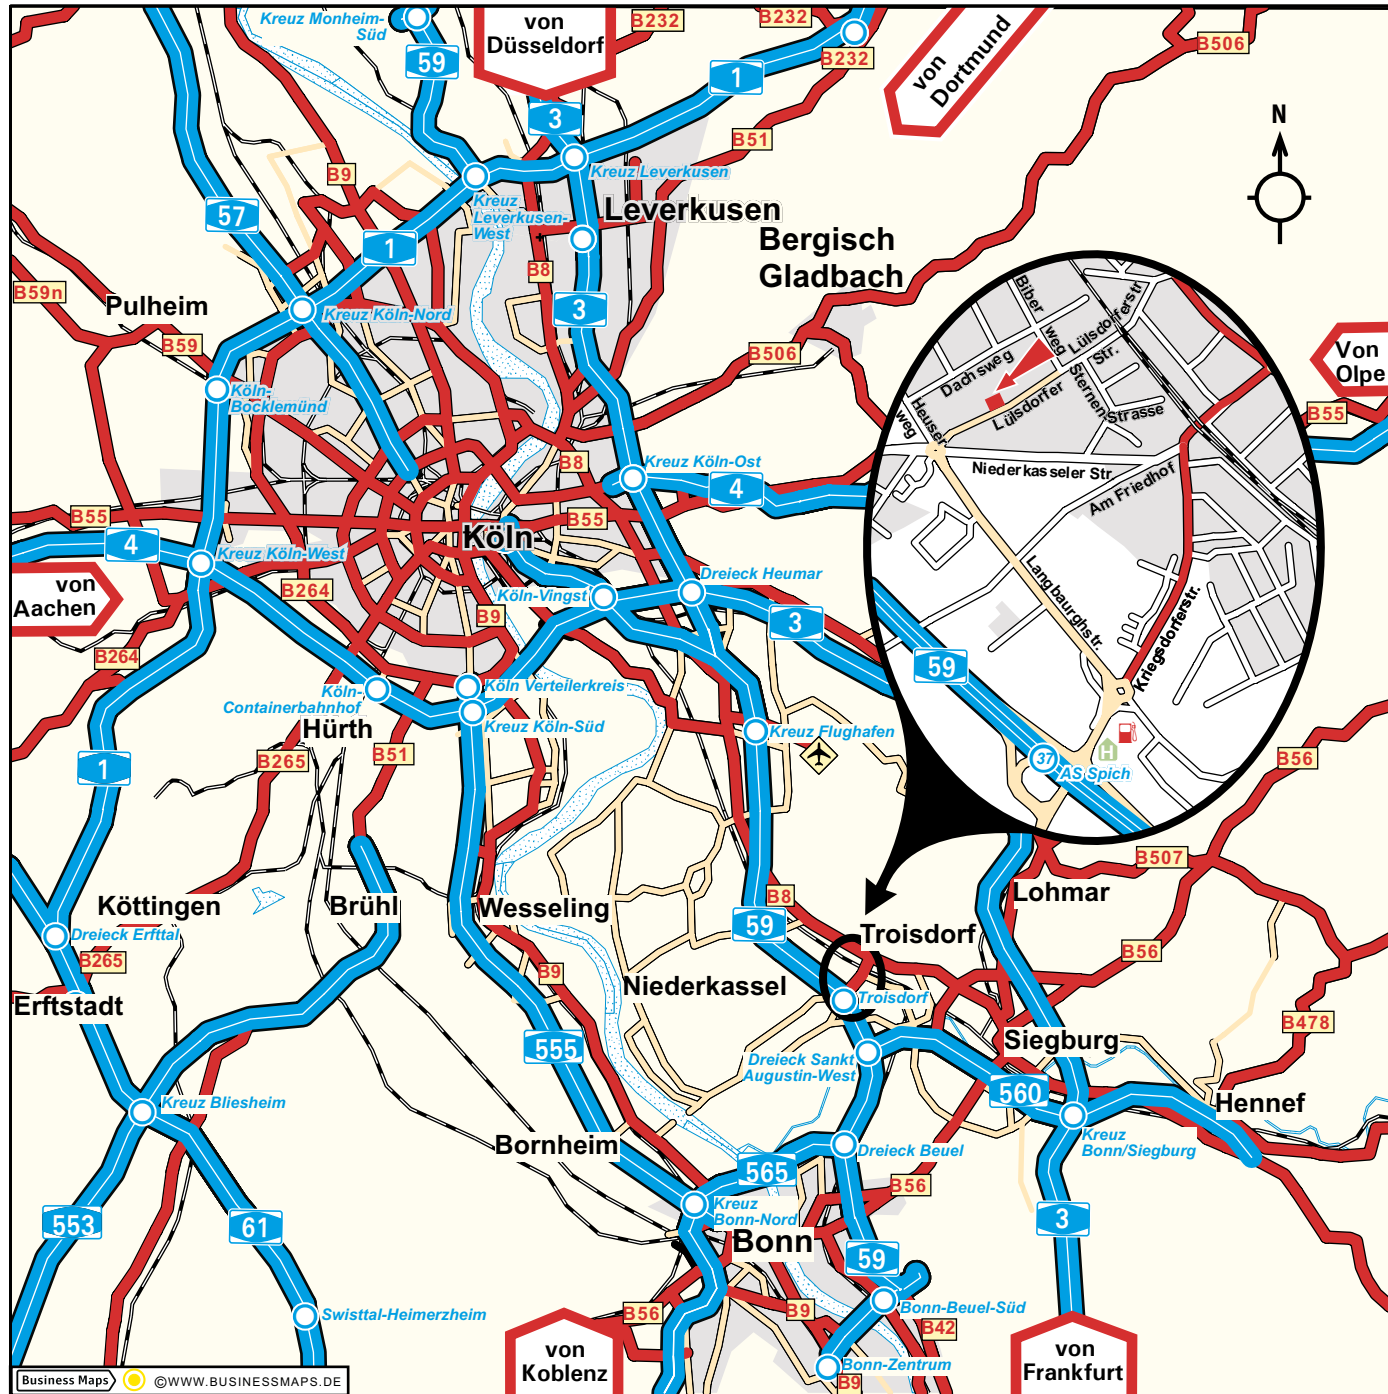 Kreuz Monheim-
Süd
von
Düsseldorf
B232
B232
B232
B506
von
Dortmund
59
1
3
B51
N
B9
Kreuz Leverkusen
Kreuz
Leverkusen-
West
Leverkusen
57
1
Bergisch
Gladbach
B8
B59n
Pulheim
Kreuz Köln-Nord
3
B59
B506
Von
Olpe
Köln-
Bocklemünd
B55
Biber
weg
Lülsdorferstr.
Str.
Dachsweg
Sternen
Strasse
Lülsdorfer
Heuser
weg
Niederkasseler Str.
Am Friedhof
Langbaurghstr.
Kriegsdorferstr.
59
37
AS Spich
H
B8
Kreuz Köln-Ost
4
B55
B55
4
Köln
Kreuz Köln-West
von
Aachen
B264
Dreieck Heumar
Köln-Vingst
B9
3
B264
Köln-
Containerbahnhof
Köln Verteilerkreis
Kreuz Köln-Süd
Hürth
Kreuz Flughafen
B265
B51
1
B56
B507
B8
Köttingen
Brühl
Wesseling
Lohmar
59
Troisdorf
Dreieck Erfttal
B265
B9
B56
Niederkassel
Erftstadt
Troisdorf
B478
555
Siegburg
Dreieck Sankt
Augustin-West
560
Kreuz Bliesheim
Hennef
Bornheim
Dreieck Beuel
Kreuz
Bonn/Siegburg
565
B56
Kreuz
Bonn-Nord
553
61
3
Bonn
59
Swisttal-Heimerzheim
B56
B9
Bonn-Beuel-Süd
B42
von
Koblenz
von
Frankfurt
Bonn-Zentrum
B9
Business Maps
©WWW.BUSINESSMAPS.DE